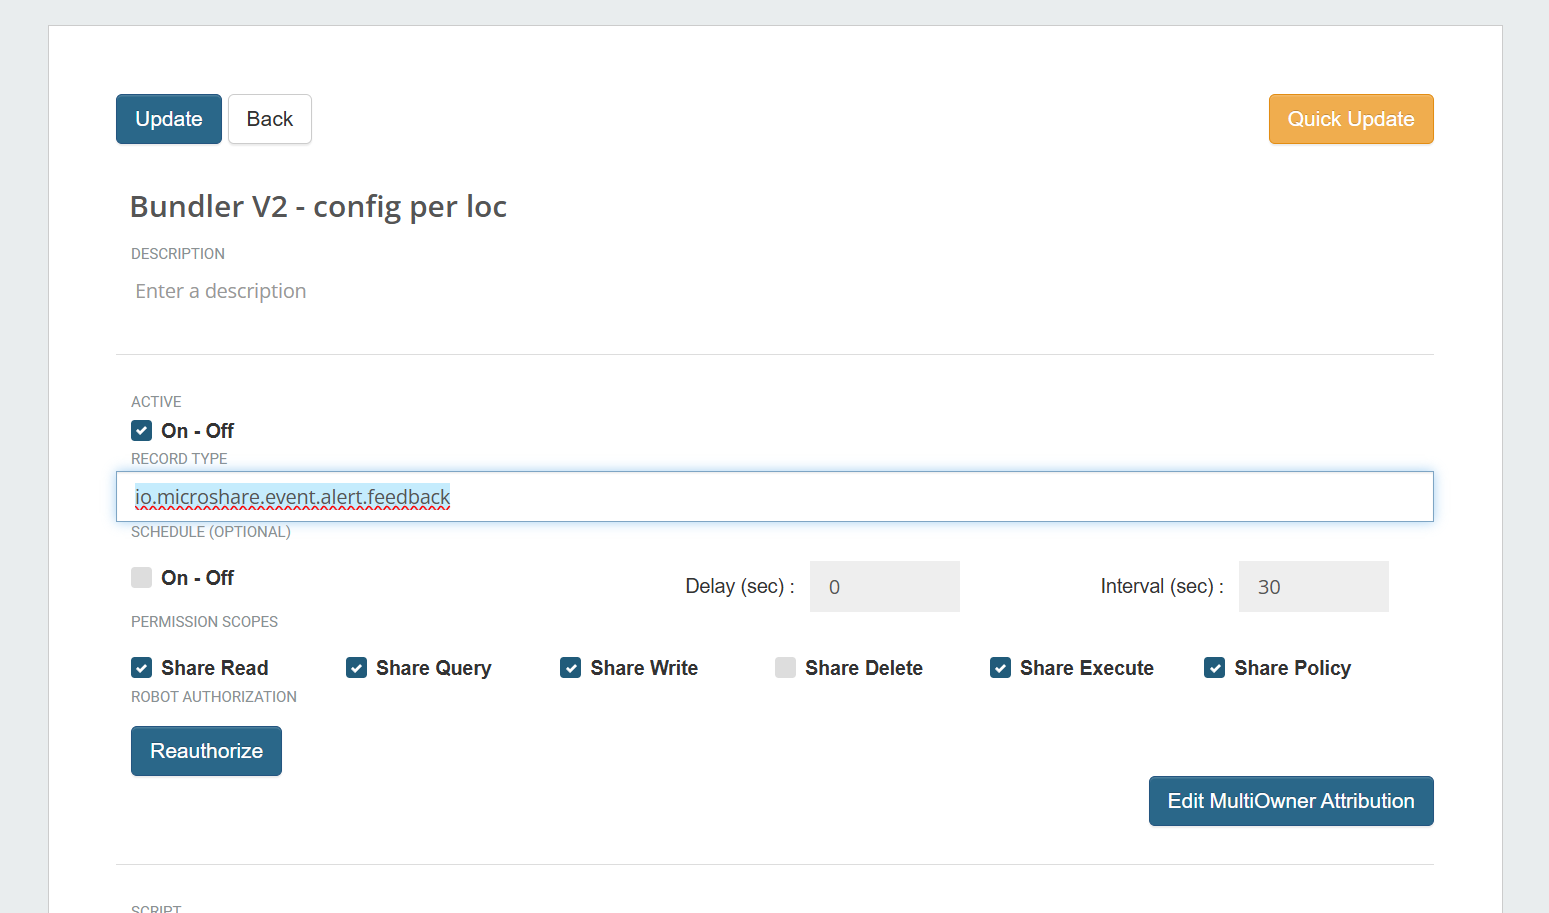 Update Back Quick Update
Bundler V2 - config per loc
DESCRIPTION
Enter a description
ACTIVE
On - Off
RECORD TYPE
io.microshare.event.alert.feedback
SCHEDULE (OPTIONAL)
On - Off Delay (sec) : 0 Interval (sec) : 30
PERMISSION SCOPES
Share Read Share Query Share Write Share Delete Share Execute Share Policy
ROBOT AUTHORIZATION
Reauthorize
Edit MultiOwner Attribution
SCRIPT